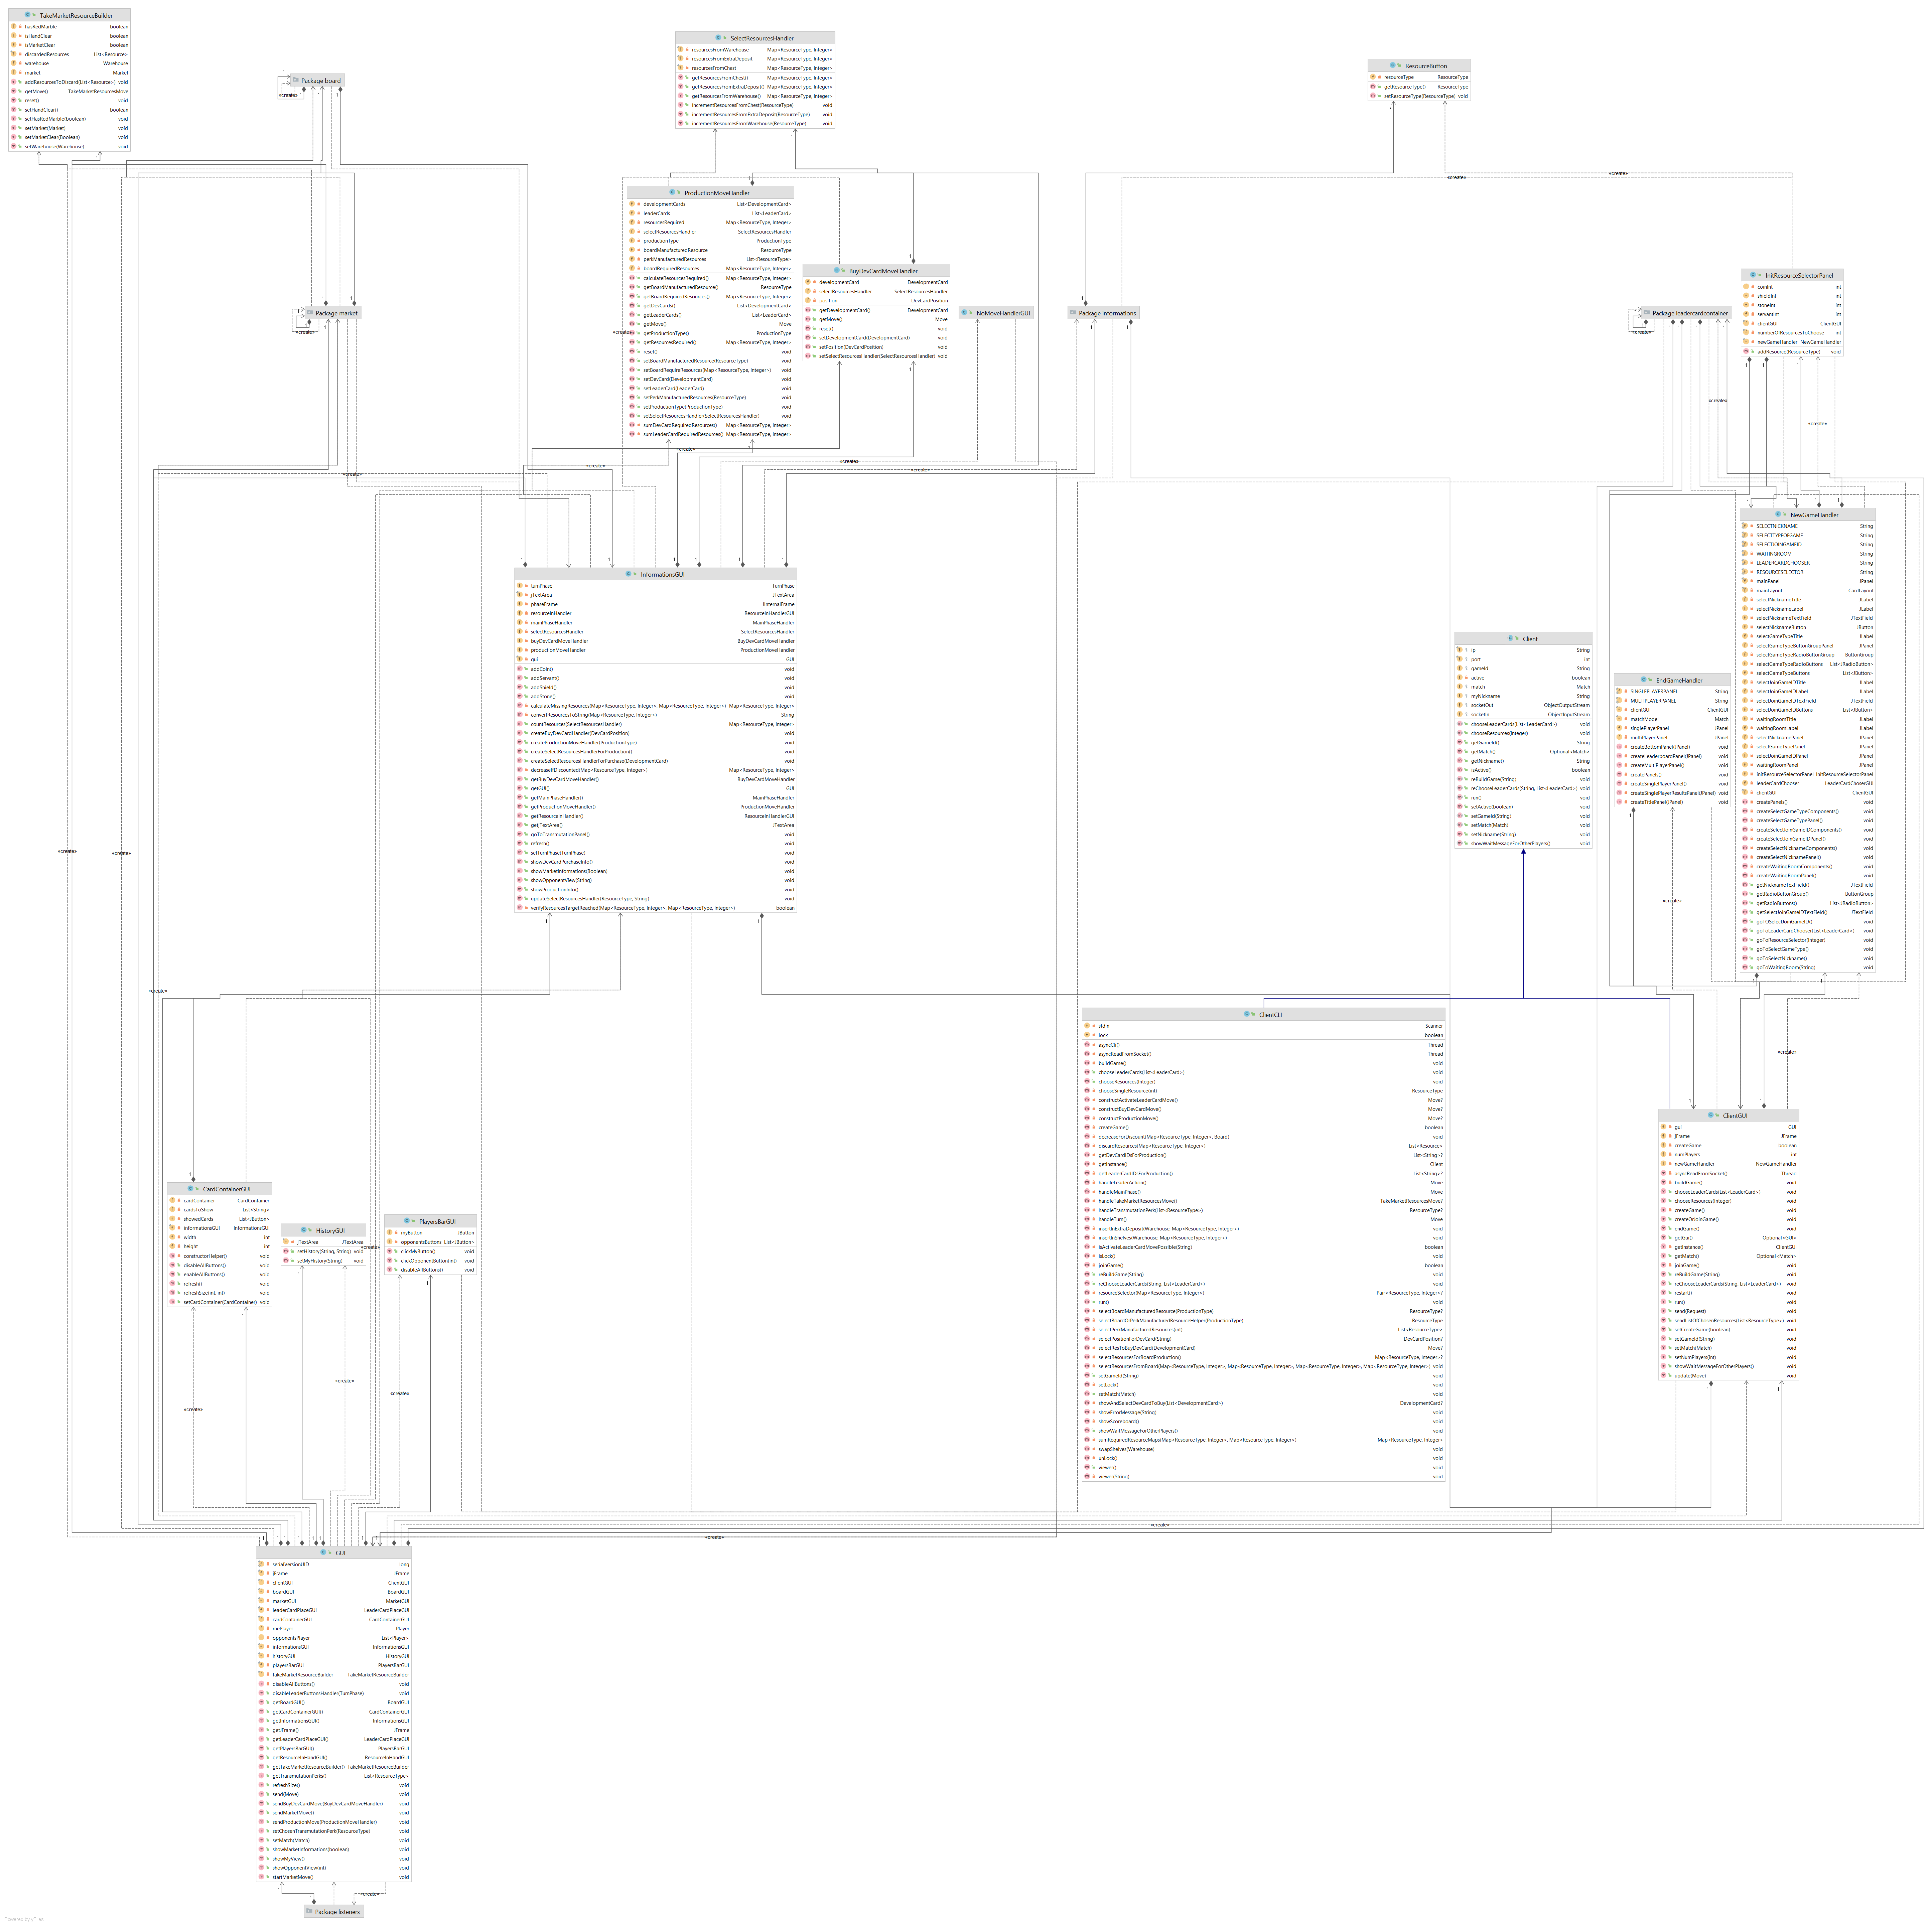 TakeMarketResourceBuilder
hasRedMarble boolean
isHandClear boolean
isMarketClear boolean
discardedResources List<Resource>
warehouse Warehouse
market Market
addResourcesToDiscard(List<Resource>) void
getMove() TakeMarketResourcesMove
reset() void
setHandClear() boolean
setHasRedMarble(boolean) void
setMarket(Market) void
setMarketClear(Boolean) void
setWarehouse(Warehouse) void
Package board
SelectResourcesHandler
resourcesFromWarehouse Map<ResourceType, Integer>
resourcesFromExtraDeposit Map<ResourceType, Integer>
resourcesFromChest Map<ResourceType, Integer>
getResourcesFromChest() Map<ResourceType, Integer>
getResourcesFromExtraDeposit() Map<ResourceType, Integer>
getResourcesFromWarehouse() Map<ResourceType, Integer>
incrementResourcesFromChest(ResourceType) void
incrementResourcesFromExtraDeposit(ResourceType) void
incrementResourcesFromWarehouse(ResourceType) void
ResourceButton
resourceType ResourceType
getResourceType() ResourceType
setResourceType(ResourceType) void
ProductionMoveHandler
developmentCards List<DevelopmentCard>
leaderCards List<LeaderCard>
resourcesRequired Map<ResourceType, Integer>
selectResourcesHandler SelectResourcesHandler
productionType ProductionType
boardManufacturedResource ResourceType
perkManufacturedResources List<ResourceType>
boardRequiredResources Map<ResourceType, Integer>
calculateResourcesRequired() Map<ResourceType, Integer>
getBoardManufacturedResource() ResourceType
getBoardRequiredResources() Map<ResourceType, Integer>
getDevCards() List<DevelopmentCard>
getLeaderCards() List<LeaderCard>
getMove() Move
getProductionType() ProductionType
getResourcesRequired() Map<ResourceType, Integer>
reset() void
setBoardManufacturedResource(ResourceType) void
setBoardRequireResources(Map<ResourceType, Integer>) void
setDevCard(DevelopmentCard) void
setLeaderCard(LeaderCard) void
setPerkManufacturedResources(ResourceType) void
setProductionType(ProductionType) void
setSelectResourcesHandler(SelectResourcesHandler) void
sumDevCardRequiredResources() Map<ResourceType, Integer>
sumLeaderCardRequiredResources() Map<ResourceType, Integer>
BuyDevCardMoveHandler
developmentCard DevelopmentCard
selectResourcesHandler SelectResourcesHandler
position DevCardPosition
getDevelopmentCard() DevelopmentCard
getMove() Move
reset() void
setDevelopmentCard(DevelopmentCard) void
setPosition(DevCardPosition) void
setSelectResourcesHandler(SelectResourcesHandler) void
NoMoveHandlerGUI
Package market
Package informations
Package leadercardcontainer
InitResourceSelectorPanel
coinInt int
shieldInt int
stoneInt int
servantInt int
clientGUI ClientGUI
numberOfResourcesToChoose int
newGameHandler NewGameHandler
addResource(ResourceType) void
InformationsGUI
turnPhase TurnPhase
jTextArea JTextArea
phaseFrame JInternalFrame
resourceInHandler ResourceInHandlerGUI
mainPhaseHandler MainPhaseHandler
selectResourcesHandler SelectResourcesHandler
buyDevCardMoveHandler BuyDevCardMoveHandler
productionMoveHandler ProductionMoveHandler
gui GUI
addCoin() void
addServant() void
addShield() void
addStone() void
calculateMissingResources(Map<ResourceType, Integer>, Map<ResourceType, Integer>) Map<ResourceType, Integer>
convertResourcesToString(Map<ResourceType, Integer>) String
countResources(SelectResourcesHandler) Map<ResourceType, Integer>
createBuyDevCardHandler(DevCardPosition) void
createProductionMoveHandler(ProductionType) void
createSelectResourcesHandlerForProduction() void
createSelectResourcesHandlerForPurchase(DevelopmentCard) void
decreaseIfDiscounted(Map<ResourceType, Integer>) Map<ResourceType, Integer>
getBuyDevCardMoveHandler() BuyDevCardMoveHandler
getGUI() GUI
getMainPhaseHandler() MainPhaseHandler
getProductionMoveHandler() ProductionMoveHandler
getResourceInHandler() ResourceInHandlerGUI
getjTextArea() JTextArea
goToTransmutationPanel() void
refresh() void
setTurnPhase(TurnPhase) void
showDevCardPurchaseInfo() void
showMarketInformations(Boolean) void
showOpponentView(String) void
showProductionInfo() void
updateSelectResourcesHandler(ResourceType, String) void
verifyResourcesTargetReached(Map<ResourceType, Integer>, Map<ResourceType, Integer>) boolean
NewGameHandler
SELECTNICKNAME String
SELECTTYPEOFGAME String
SELECTJOINGAMEID String
WAITINGROOM String
LEADERCARDCHOOSER String
RESOURCESELECTOR String
mainPanel JPanel
mainLayout CardLayout
selectNicknameTitle JLabel
selectNicknameLabel JLabel
selectNicknameTextField JTextField
selectNicknameButton JButton
selectGameTypeTitle JLabel
selectGameTypeButtonGroupPanel JPanel
selectGameTypeRadioButtonGroup ButtonGroup
selectGameTypeRadioButtons List<JRadioButton>
selectGameTypeButtons List<JButton>
selectJoinGameIDTitle JLabel
selectJoinGameIDLabel JLabel
selectJoinGameIDTextField JTextField
selectJoinGameIDButtons List<JButton>
waitingRoomTitle JLabel
waitingRoomLabel JLabel
selectNicknamePanel JPanel
selectGameTypePanel JPanel
selectJoinGameIDPanel JPanel
waitingRoomPanel JPanel
initResourceSelectorPanel InitResourceSelectorPanel
leaderCardChooser LeaderCardChoserGUI
clientGUI ClientGUI
createPanels() void
createSelectGameTypeComponents() void
createSelectGameTypePanel() void
createSelectJoinGameIDComponents() void
createSelectJoinGameIDPanel() void
createSelectNicknameComponents() void
createSelectNicknamePanel() void
createWaitingRoomComponents() void
createWaitingRoomPanel() void
getNicknameTextField() JTextField
getRadioButtonGroup() ButtonGroup
getRadioButtons() List<JRadioButton>
getSelectJoinGameIDTextField() JTextField
goTOSelectJoinGameID() void
goToLeaderCardChooser(List<LeaderCard>) void
goToResourceSelector(Integer) void
goToSelectGameType() void
goToSelectNickname() void
goToWaitingRoom(String) void
Client
ip String
port int
gameId String
active boolean
match Match
myNickname String
socketOut ObjectOutputStream
socketIn ObjectInputStream
chooseLeaderCards(List<LeaderCard>) void
chooseResources(Integer) void
getGameId() String
getMatch() Optional<Match>
getNickname() String
isActive() boolean
reBuildGame(String) void
reChooseLeaderCards(String, List<LeaderCard>) void
run() void
setActive(boolean) void
setGameId(String) void
setMatch(Match) void
setNickname(String) void
showWaitMessageForOtherPlayers() void
EndGameHandler
SINGLEPLAYERPANEL String
MULTIPLAYERPANEL String
clientGUI ClientGUI
matchModel Match
singlePlayerPanel JPanel
multiPlayerPanel JPanel
createBottomPanel(JPanel) void
createLeaderboardPanel(JPanel) void
createMultiPlayerPanel() void
createPanels() void
createSinglePlayerPanel() void
createSinglePlayerResultsPanel(JPanel) void
createTitlePanel(JPanel) void
ClientCLI
stdin Scanner
lock boolean
asyncCli() Thread
asyncReadFromSocket() Thread
buildGame() void
chooseLeaderCards(List<LeaderCard>) void
chooseResources(Integer) void
chooseSingleResource(int) ResourceType
constructActivateLeaderCardMove() Move?
constructBuyDevCardMove() Move?
constructProductionMove() Move?
createGame() boolean
decreaseForDiscount(Map<ResourceType, Integer>, Board) void
discardResources(Map<ResourceType, Integer>) List<Resource>
getDevCardIDsForProduction() List<String>?
getInstance() Client
getLeaderCardIDsForProduction() List<String>?
handleLeaderAction() Move
handleMainPhase() Move
handleTakeMarketResourcesMove() TakeMarketResourcesMove?
handleTransmutationPerk(List<ResourceType>) ResourceType?
handleTurn() Move
insertInExtraDeposit(Warehouse, Map<ResourceType, Integer>) void
insertInShelves(Warehouse, Map<ResourceType, Integer>) void
isActivateLeaderCardMovePossible(String) boolean
isLock() boolean
joinGame() boolean
reBuildGame(String) void
reChooseLeaderCards(String, List<LeaderCard>) void
resourceSelector(Map<ResourceType, Integer>) Pair<ResourceType, Integer>?
run() void
selectBoardManufacturedResource(ProductionType) ResourceType?
selectBoardOrPerkManufacturedResourceHelper(ProductionType) ResourceType
selectPerkManufacturedResources(int) List<ResourceType>
selectPositionForDevCard(String) DevCardPosition?
selectResToBuyDevCard(DevelopmentCard) Move?
selectResourcesForBoardProduction() Map<ResourceType, Integer>?
selectResourcesFromBoard(Map<ResourceType, Integer>, Map<ResourceType, Integer>, Map<ResourceType, Integer>, Map<ResourceType, Integer>) void
setGameId(String) void
setLock() void
setMatch(Match) void
showAndSelectDevCardToBuy(List<DevelopmentCard>) DevelopmentCard?
showErrorMessage(String) void
showScoreboard() void
showWaitMessageForOtherPlayers() void
sumRequiredResourceMaps(Map<ResourceType, Integer>, Map<ResourceType, Integer>) Map<ResourceType, Integer>
swapShelves(Warehouse) void
unLock() void
viewer() void
viewer(String) void
ClientGUI
gui GUI
jFrame JFrame
createGame boolean
numPlayers int
newGameHandler NewGameHandler
asyncReadFromSocket() Thread
buildGame() void
chooseLeaderCards(List<LeaderCard>) void
chooseResources(Integer) void
createGame() void
createOrJoinGame() void
endGame() void
getGui() Optional<GUI>
getInstance() ClientGUI
getMatch() Optional<Match>
joinGame() void
reBuildGame(String) void
reChooseLeaderCards(String, List<LeaderCard>) void
restart() void
run() void
send(Request) void
sendListOfChosenResources(List<ResourceType>) void
setCreateGame(boolean) void
setGameId(String) void
setMatch(Match) void
setNumPlayers(int) void
showWaitMessageForOtherPlayers() void
update(Move) void
CardContainerGUI
cardContainer CardContainer
cardsToShow List<String>
showedCards List<JButton>
informationsGUI InformationsGUI
width int
height int
constructorHelper() void
disableAllButtons() void
enableAllButtons() void
refresh() void
refreshSize(int, int) void
setCardContainer(CardContainer) void
HistoryGUI
jTextArea JTextArea
setHistory(String, String) void
setMyHistory(String) void
PlayersBarGUI
myButton JButton
opponentsButtons List<JButton>
clickMyButton() void
clickOpponentButton(int) void
disableAllButtons() void
GUI
serialVersionUID long
jFrame JFrame
clientGUI ClientGUI
boardGUI BoardGUI
marketGUI MarketGUI
leaderCardPlaceGUI LeaderCardPlaceGUI
cardContainerGUI CardContainerGUI
mePlayer Player
opponentsPlayer List<Player>
informationsGUI InformationsGUI
historyGUI HistoryGUI
playersBarGUI PlayersBarGUI
takeMarketResourceBuilder TakeMarketResourceBuilder
disableAllButtons() void
disableLeaderButtonsHandler(TurnPhase) void
getBoardGUI() BoardGUI
getCardContainerGUI() CardContainerGUI
getInformationsGUI() InformationsGUI
getJFrame() JFrame
getLeaderCardPlaceGUI() LeaderCardPlaceGUI
getPlayersBarGUI() PlayersBarGUI
getResourceInHandGUI() ResourceInHandGUI
getTakeMarketResourceBuilder() TakeMarketResourceBuilder
getTransmutationPerks() List<ResourceType>
refreshSize() void
send(Move) void
sendBuyDevCardMove(BuyDevCardMoveHandler) void
sendMarketMove() void
sendProductionMove(ProductionMoveHandler) void
setChosenTransmutationPerk(ResourceType) void
setMatch(Match) void
showMarketInformations(boolean) void
showMyView() void
showOpponentView(int) void
startMarketMove() void
«create»
Package listeners
Powered by yFiles